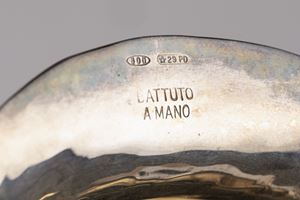 800 ☆ 29 PD
BATTUTO
A MANO